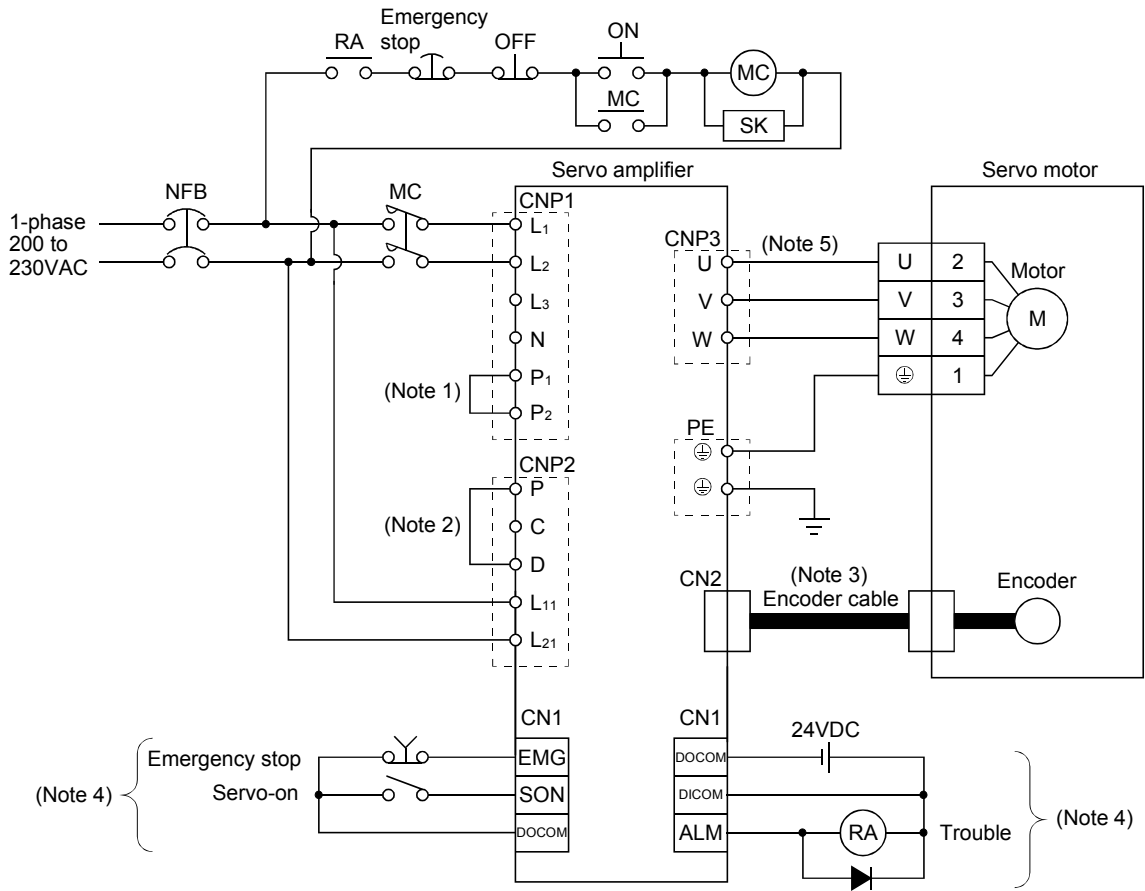 Emergency
stop
RA
OFF
ON
MC
MC
SK
Servo amplifier
Servo motor
NFB
MC
CNP1
1-phase
200 to
230VAC
L1
L2
L3
N
P1
P2
(Note 1)
CNP3
(Note 5)
U
V
W
U 2
V 3
W 4
1
Motor
M
PE
CNP2
P
C
D
L11
L21
(Note 2)
CN2
(Note 3)
Encoder cable
Encoder
CN1
Emergency stop
EMG
Servo-on
SON
DOCOM
(Note 4)
CN1
24VDC
DOCOM
DICOM
ALM
RA
Trouble
(Note 4)